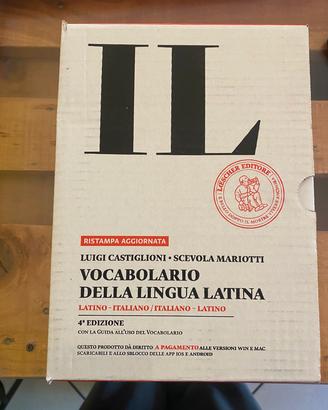 IL
LOESCHER EDITORE
RISTAMPA AGGIORNATA
LUIGI CASTIGLIONI • SCEVOLA MARIOTTI
VOCABOLARIO
DELLA LINGUA LATINA
LATINO – ITALIANO / ITALIANO – LATINO
4ª EDIZIONE
CON LA GUIDA ALL'USO DEL VOCABOLARIO
QUESTO PRODOTTO DÀ DIRITTO A PAGAMENTO ALLE VERSIONI WIN E MAC
SCARICABILI E ALLO SBLOCCO DELLE APP IOS E ANDROID